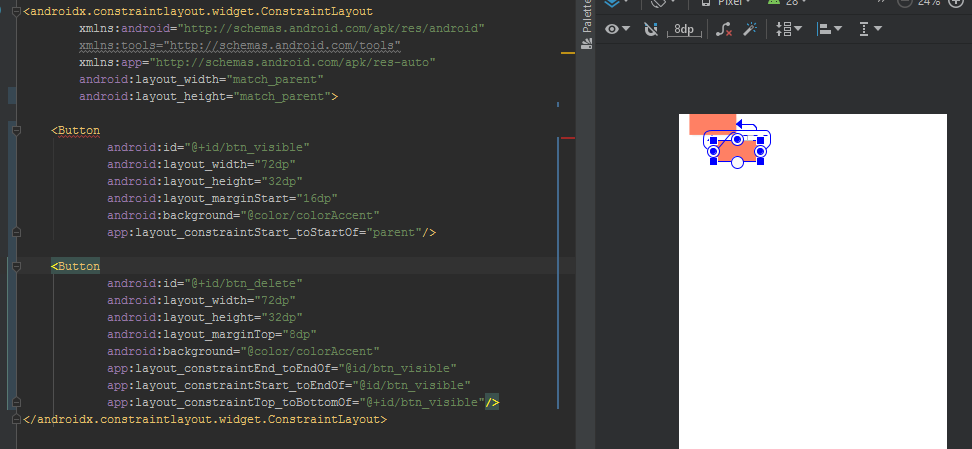 <androidx.constraintlayout.widget.ConstraintLayout
xmlns:android="http://schemas.android.com/apk/res/android"
xmlns:tools="http://schemas.android.com/tools"
xmlns:app="http://schemas.android.com/apk/res-auto"
android:layout_width="match_parent"
android:layout_height="match_parent">
<Button
android:id="@+id/btn_visible"
android:layout_width="72dp"
android:layout_height="32dp"
android:layout_marginStart="16dp"
android:background="@color/colorAccent"
app:layout_constraintStart_toStartOf="parent"/>
<Button
android:id="@+id/btn_delete"
android:layout_width="72dp"
android:layout_height="32dp"
android:layout_marginTop="8dp"
android:background="@color/colorAccent"
app:layout_constraintEnd_toEndOf="@id/btn_visible"
app:layout_constraintStart_toEndOf="@id/btn_visible"
app:layout_constraintTop_toBottomOf="@+id/btn_visible"/>
</androidx.constraintlayout.widget.ConstraintLayout>
Palette
Pixel
28
24%
8dp